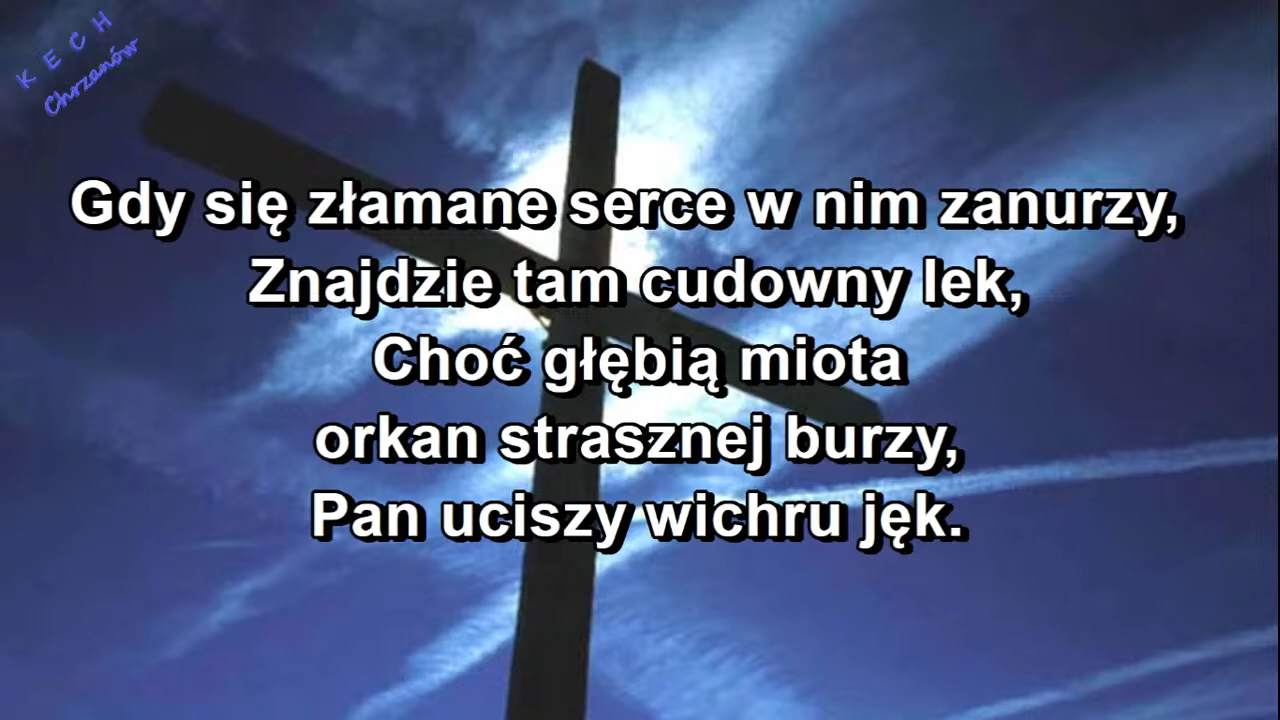 K E C H
Chrzanów
Gdy się złamane serce w nim zanurzy,
Znajdzie tam cudowny lek,
Choć głębią miota
orkan strasznej burzy,
Pan uciszy wichru jęk.